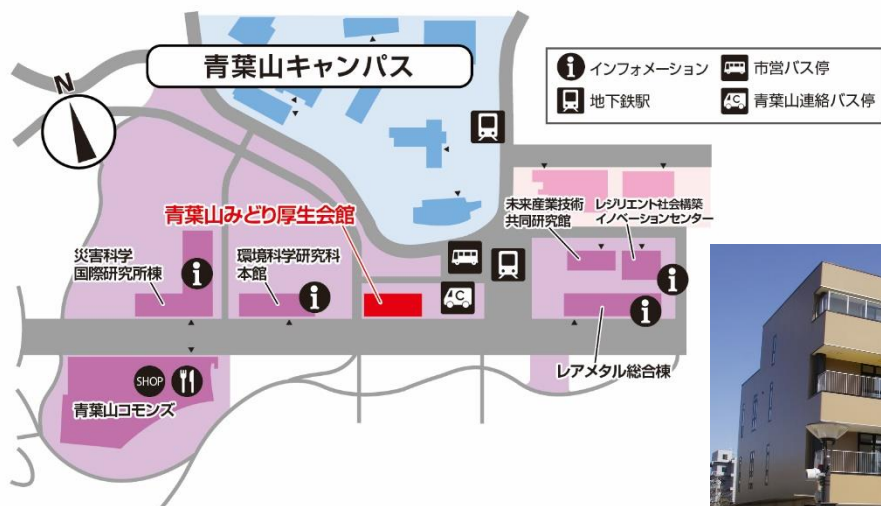 青葉山キャンパス
N
インフォメーション
市営バス停
地下鉄駅
C
青葉山連絡バス停
青葉山みどり厚生会館
未来産業技術
共同研究館
レジリエント社会構築
イノベーションセンター
災害科学
国際研究所棟
環境科学研究科
本館
C
レアメタル総合棟
SHOP
青葉山コモンズ